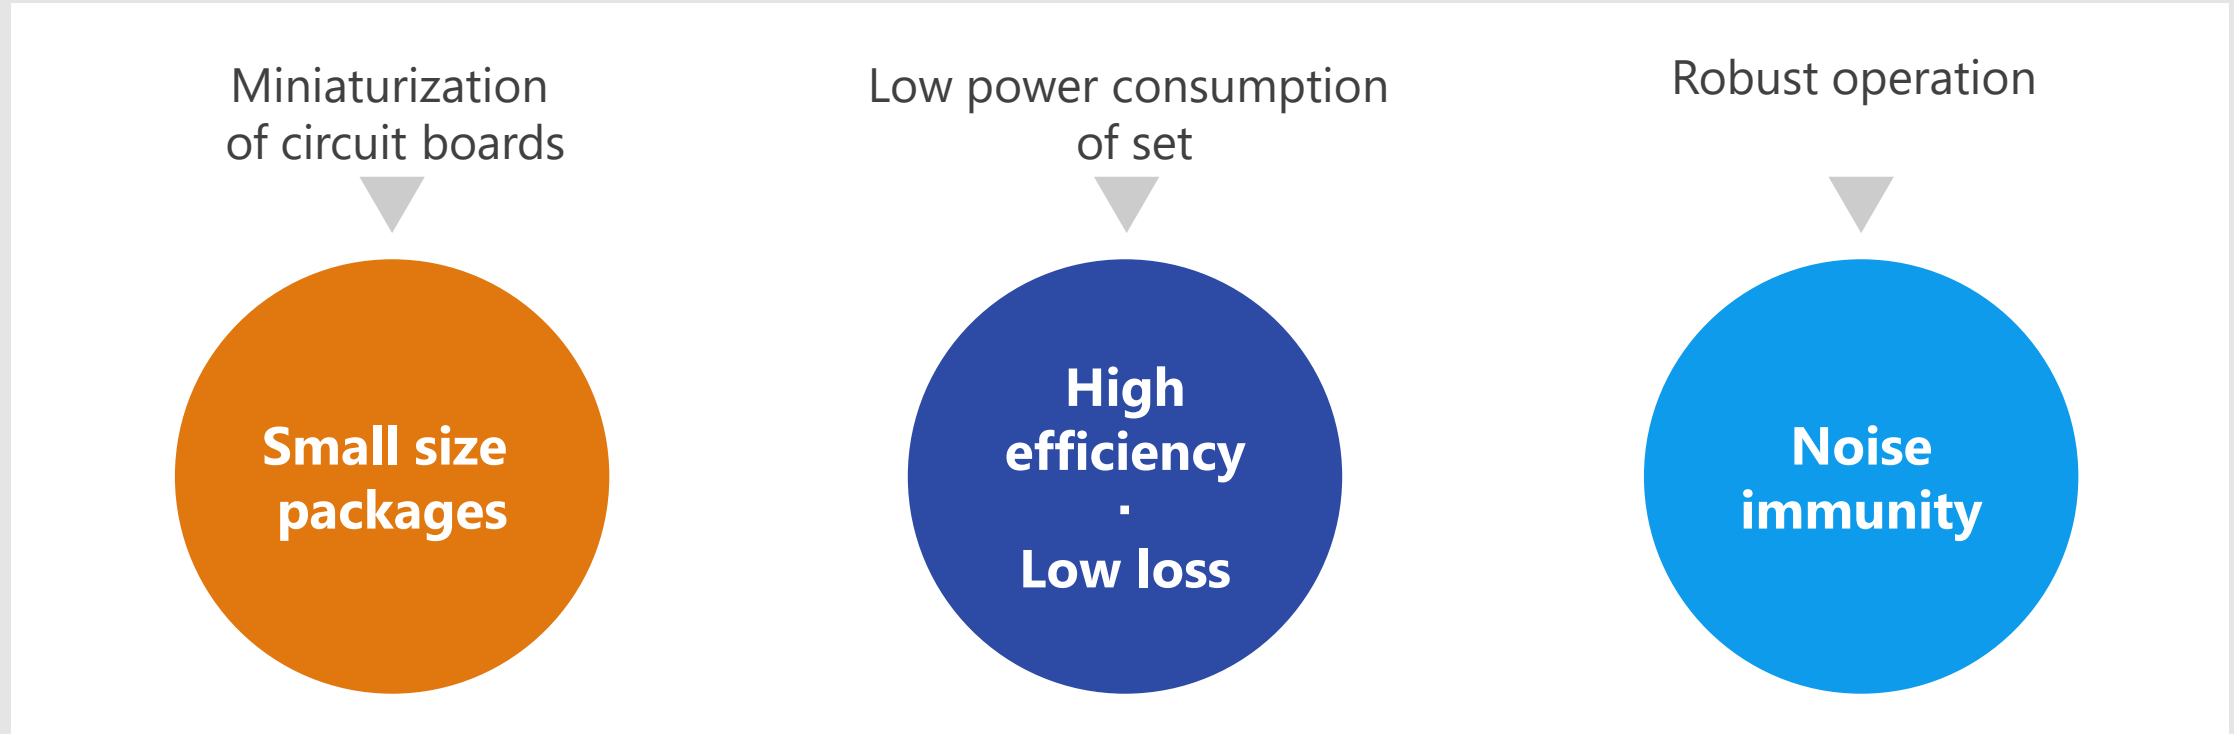 Miniaturization
of circuit boards
Small size
packages
Low power consumption
of set
High
efficiency
·
Low loss
Robust operation
Noise
immunity